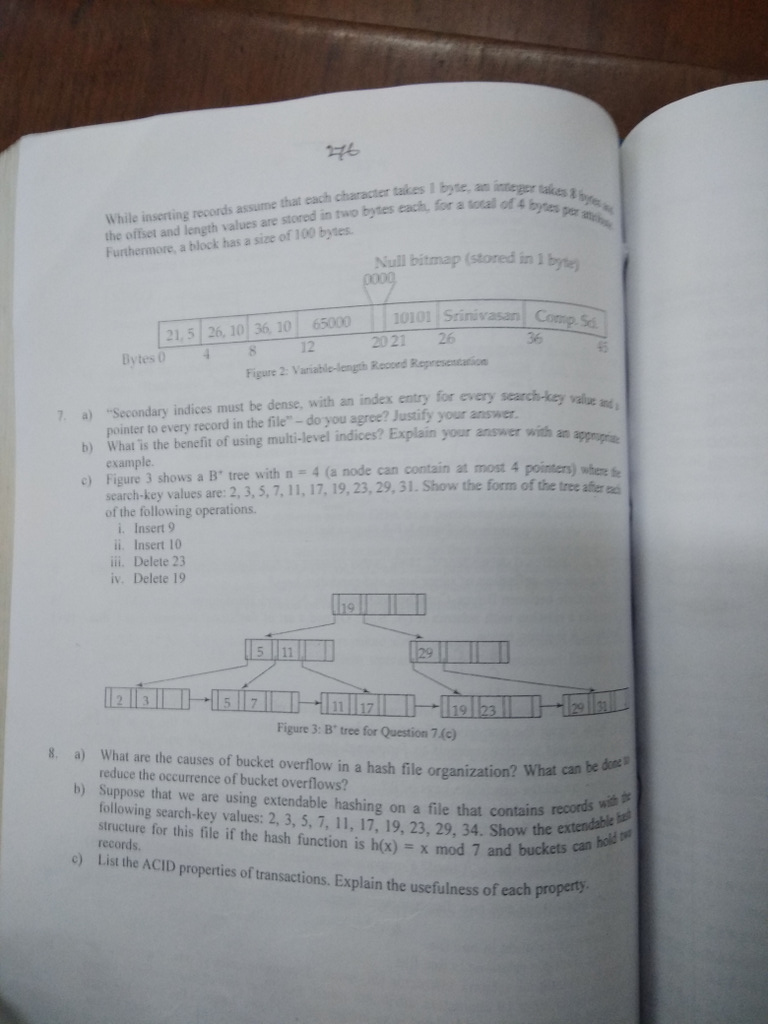 276
While inserting records assume that each character takes 1 byte, an integer takes 8 bytes and
the offset and length values are stored in two bytes each, for a total of 4 bytes per
Furthermore, a block has a size of 100 bytes.
Null bitmap (stored in 1 byte)
0000
21, 5 26, 10 36, 10 65000 10101 Srinivasan Comp. Sci.
Bytes 0 4 8 12 20 21 26 36 45
Figure 2: Variable-length Record Representation
7. a) "Secondary indices must be dense, with an index entry for every search-key value and a
pointer to every record in the file" – do you agree? Justify your answer.
b) What is the benefit of using multi-level indices? Explain your answer with an appropriate
example.
c) Figure 3 shows a B+ tree with n = 4 (a node can contain at most 4 pointers) where the
search-key values are: 2, 3, 5, 7, 11, 17, 19, 23, 29, 31. Show the form of the tree after each
of the following operations.
i. Insert 9
ii. Insert 10
iii. Delete 23
iv. Delete 19
19
5 11 29
2 3 5 7 11 17 19 23 29 31
Figure 3: B+ tree for Question 7.(c)
8. a) What are the causes of bucket overflow in a hash file organization? What can be done to
reduce the occurrence of bucket overflows?
b) Suppose that we are using extendable hashing on a file that contains records with the
following search-key values: 2, 3, 5, 7, 11, 17, 19, 23, 29, 34. Show the extendable hash
structure for this file if the hash function is h(x) = x mod 7 and buckets can hold two
records.
c) List the ACID properties of transactions. Explain the usefulness of each property.